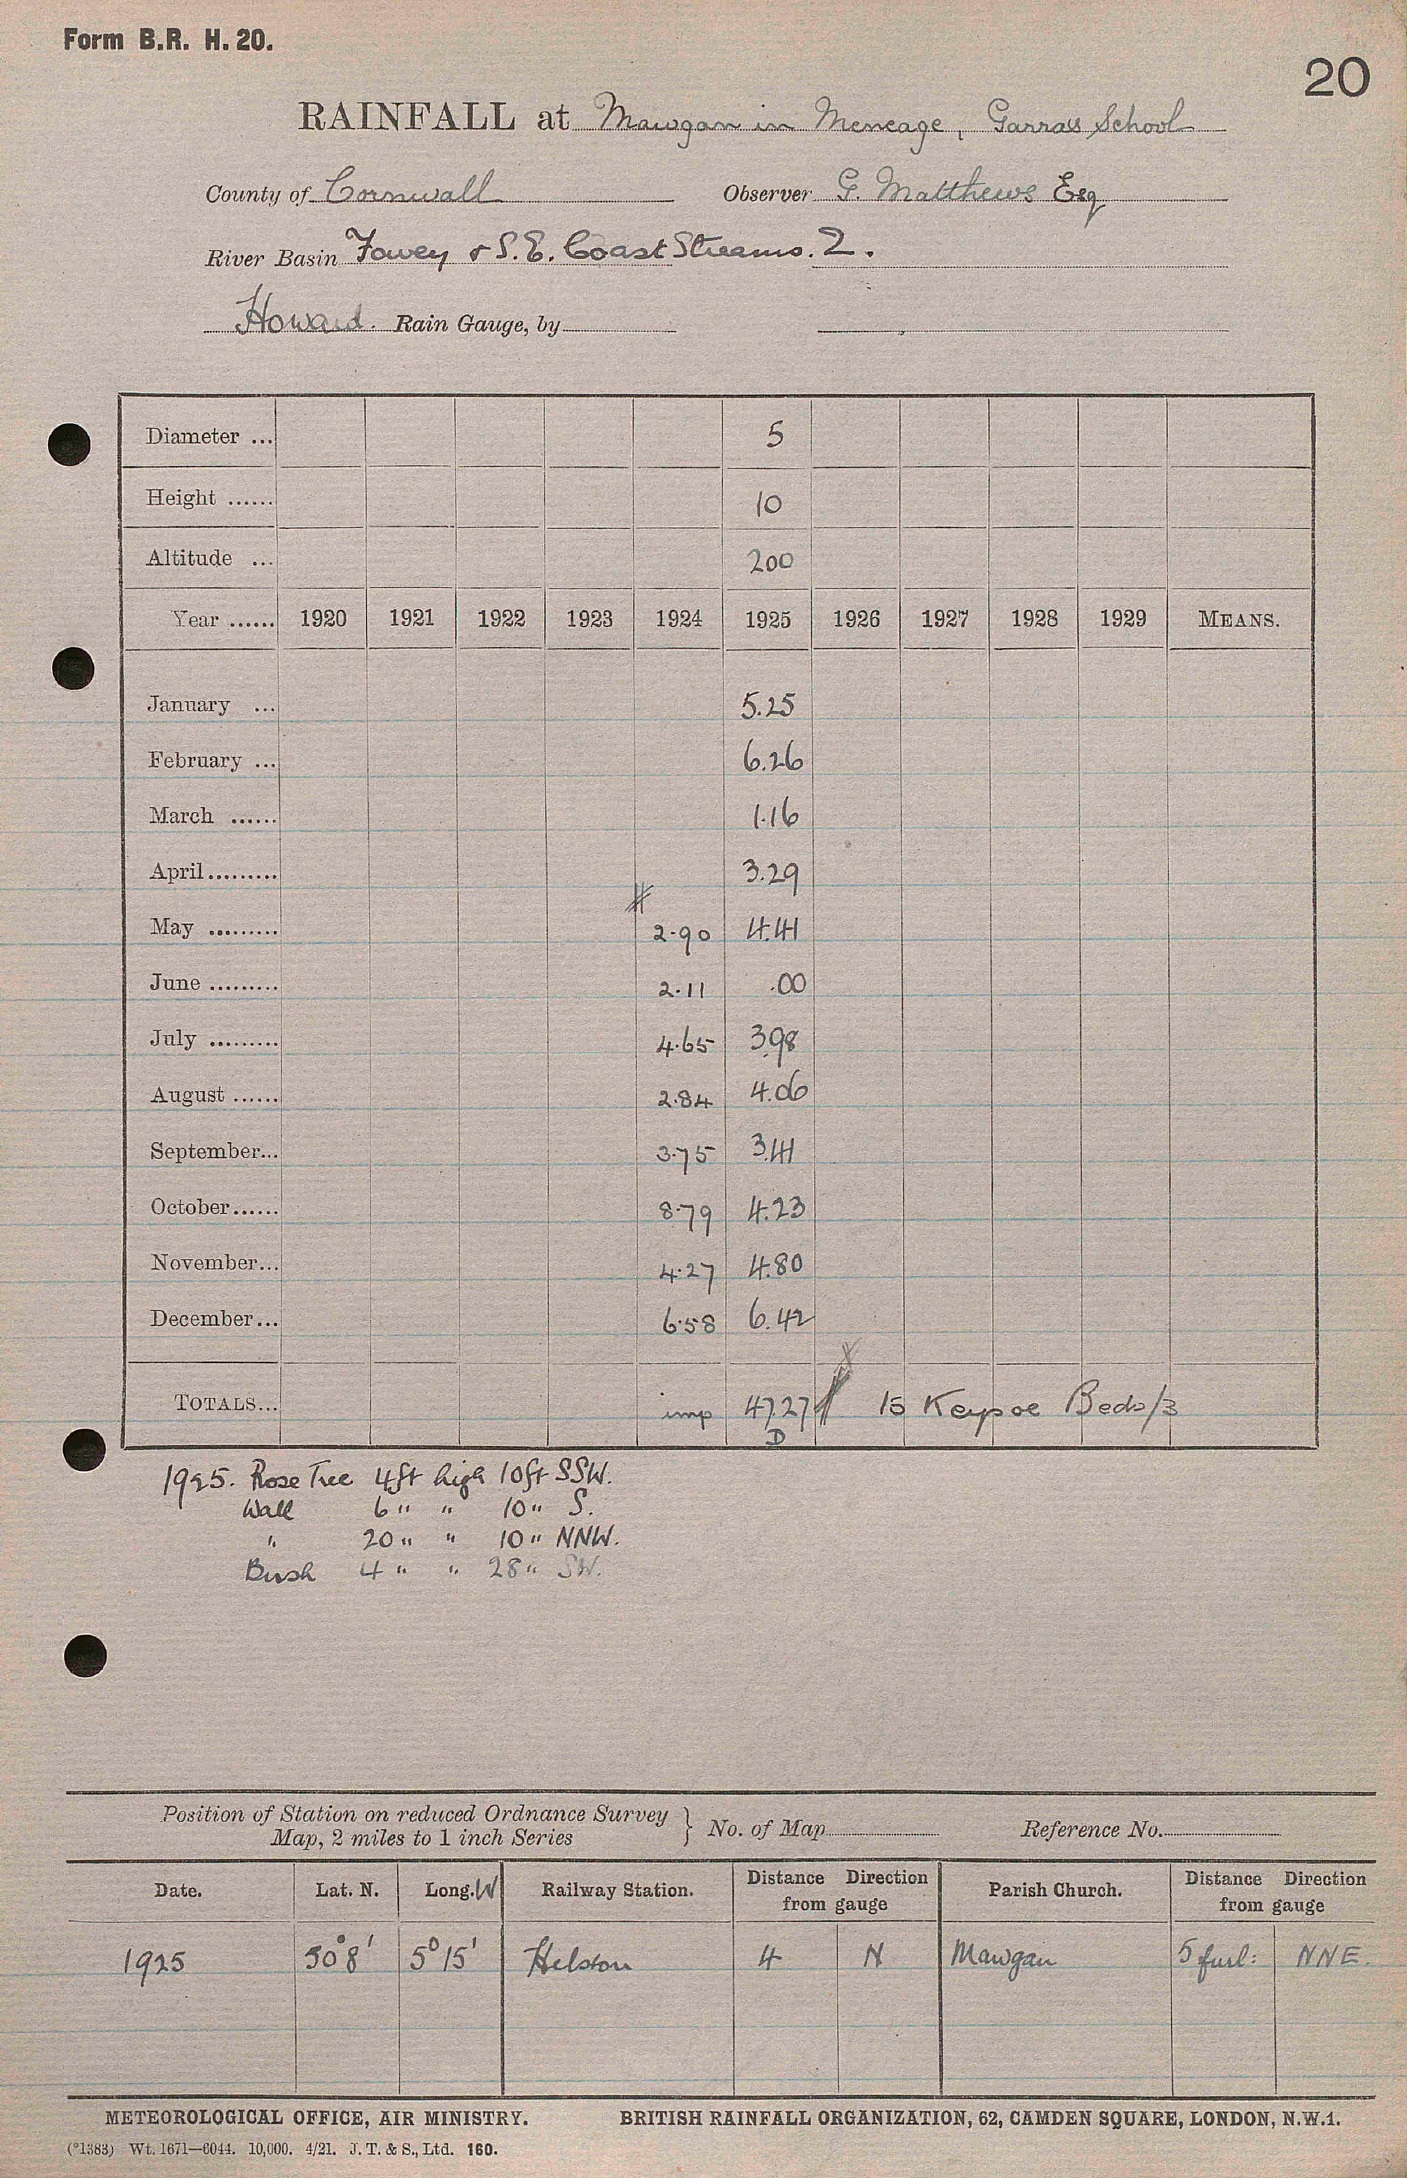 Form B.R. H. 20.
20
RAINFALL at Mawgan in Meneage, Garras School
County of Cornwall Observer G. Matthews Esq
River Basin Fowey & S.E. Coast Streams. 2.
Howard. Rain Gauge, by
Diameter ... 5
Height ...... 10
Altitude ... 200
Year ...... 1920 1921 1922 1923 1924 1925 1926 1927 1928 1929 MEANS.
January ... 5.25
February ... 6.26
March ...... 1.16
April ......... 3.29
May ......... 2.90 4.41
June ......... 2.11 .00
July ......... 4.65 3.98
August ...... 2.84 4.06
September... 3.75 3.41
October...... 8.79 4.23
November... 4.27 4.80
December... 6.58 6.42
TOTALS... imp 47.27 15 Keysoe Beds/3
D
1925. Rose Tree 4ft high 10ft SSW.
Wall 6 " " 10 " S.
" 20 " " 10 " NNW.
Bush 4 " " 28 " SW.
Position of Station on reduced Ordnance Survey
Map, 2 miles to 1 inch Series } No. of Map Reference No.
Date. Lat. N. Long. W Railway Station. Distance Direction from gauge Parish Church. Distance Direction from gauge
1925 50°8' 5°15' Helston 4 N Mawgan 5 furl: NNE.
METEOROLOGICAL OFFICE, AIR MINISTRY. BRITISH RAINFALL ORGANIZATION, 62, CAMDEN SQUARE, LONDON, N.W.1.
(*1383) Wt. 1671—6044. 10,000. 4/21. J. T. & S., Ltd. 160.